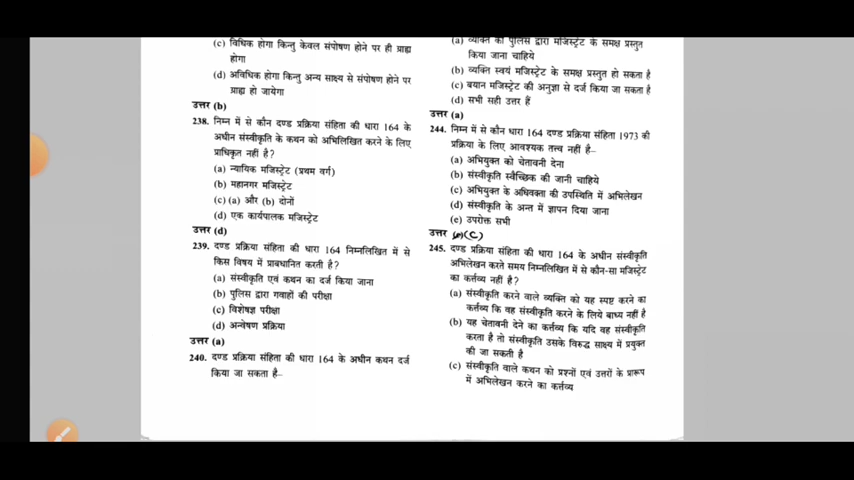 (c) विधिक होगा किन्तु केवल संपोषण होने पर ही ग्राह्य
होगा
(d) अविधिक होगा किन्तु अन्य साक्ष्य से संपोषण होने पर
ग्राह्य हो जायेगा
उत्तर (b)
238. निम्न में से कौन दण्ड प्रक्रिया संहिता की धारा 164 के
अधीन संस्वीकृति के कथन को अभिलिखित करने के लिए
प्राधिकृत नहीं है?
(a) न्यायिक मजिस्ट्रेट (प्रथम वर्ग)
(b) महानगर मजिस्ट्रेट
(c) (a) और (b) दोनों
(d) एक कार्यपालक मजिस्ट्रेट
उत्तर (d)
239. दण्ड प्रक्रिया संहिता की धारा 164 निम्नलिखित में से
किस विषय में प्राबधानित करती है?
(a) संस्वीकृति एवं कथन का दर्ज किया जाना
(b) पुलिस द्वारा गवाहों की परीक्षा
(c) विशेषज्ञ परीक्षा
(d) अन्वेषण प्रक्रिया
उत्तर (a)
240. दण्ड प्रक्रिया संहिता की धारा 164 के अधीन कथन दर्ज
किया जा सकता है–
(a) व्यक्ति को पुलिस द्वारा मजिस्ट्रेट के समक्ष प्रस्तुत
किया जाना चाहिये
(b) व्यक्ति स्वयं मजिस्ट्रेट के समक्ष प्रस्तुत हो सकता है
(c) बयान मजिस्ट्रेट की अनुज्ञा से दर्ज किया जा सकता है
(d) सभी सही उत्तर हैं
उत्तर (a)
244. निम्न में से कौन धारा 164 दण्ड प्रक्रिया संहिता 1973 की
प्रक्रिया के लिए आवश्यक तत्त्व नहीं है–
(a) अभियुक्त को चेतावनी देना
(b) संस्वीकृति स्वैच्छिक की जानी चाहिये
(c) अभियुक्त के अधिवक्ता की उपस्थिति में अभिलेखन
(d) संस्वीकृति के अन्त में ज्ञापन दिया जाना
(e) उपरोक्त सभी
उत्तर (c)
245. दण्ड प्रक्रिया संहिता की धारा 164 के अधीन संस्वीकृति
अभिलेखन करते समय निम्नलिखित में से कौन-सा मजिस्ट्रेट
का कर्त्तव्य नहीं है?
(a) संस्वीकृति करने वाले व्यक्ति को यह स्पष्ट करने का
कर्त्तव्य कि वह संस्वीकृति करने के लिये बाध्य नहीं है
(b) यह चेतावनी देने का कर्त्तव्य कि यदि वह संस्वीकृति
करता है तो संस्वीकृति उसके विरुद्ध साक्ष्य में प्रयुक्त
की जा सकती है
(c) संस्वीकृति वाले कथन को प्रश्नों एवं उत्तरों के प्रारूप
में अभिलेखन करने का कर्त्तव्य